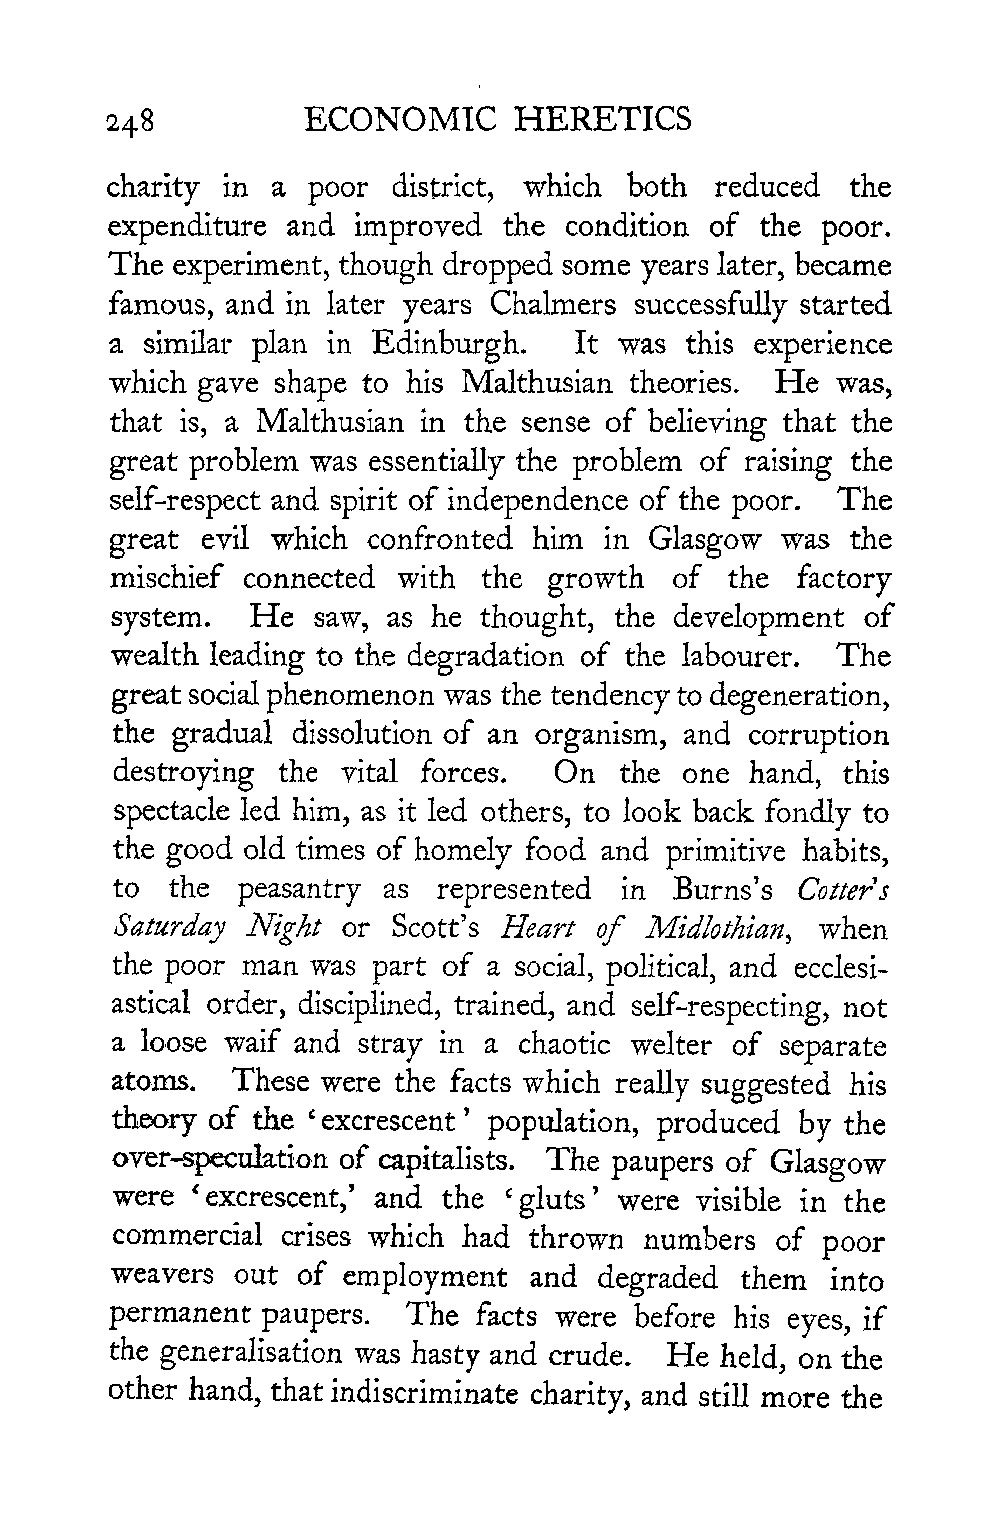 248 ECONOMIC HERETICS
charity in a poor district, which both reduced the
expenditure and improved the condition of the poor.
The experiment, though dropped some years later, became
famous, and in later years Chalmers successfully started
a similar plan in Edinburgh. It was this experience
which gave shape to his Malthusian theories. He was,
that is, a Malthusian in the sense of believing that the
great problem was essentially the problem of raising the
self-respect and spirit of independence of the poor. The
great evil which confronted him in Glasgow was the
mischief connected with the growth of the factory
system. He saw, as he thought, the development of
wealth leading to the degradation of the labourer. The
great social phenomenon was the tendency to degeneration,
the gradual dissolution of an organism, and corruption
destroying the vital forces. On the one hand, this
spectacle led him, as it led others, to look back fondly to
the good old times of homely food and primitive habits,
to the peasantry as represented in Burns's Cotter's
Saturday Night or Scott's Heart of Midlothian, when
the poor man was part of a social, political, and ecclesi-
astical order, disciplined, trained, and self-respecting, not
a loose waif and stray in a chaotic welter of separate
atoms. These were the facts which really suggested his
theory of the ‘excrescent’ population, produced by the
over-speculation of capitalists. The paupers of Glasgow
were ‘excrescent,’ and the ‘gluts’ were visible in the
commercial crises which had thrown numbers of poor
weavers out of employment and degraded them into
permanent paupers. The facts were before his eyes, if
the generalisation was hasty and crude. He held, on the
other hand, that indiscriminate charity, and still more the